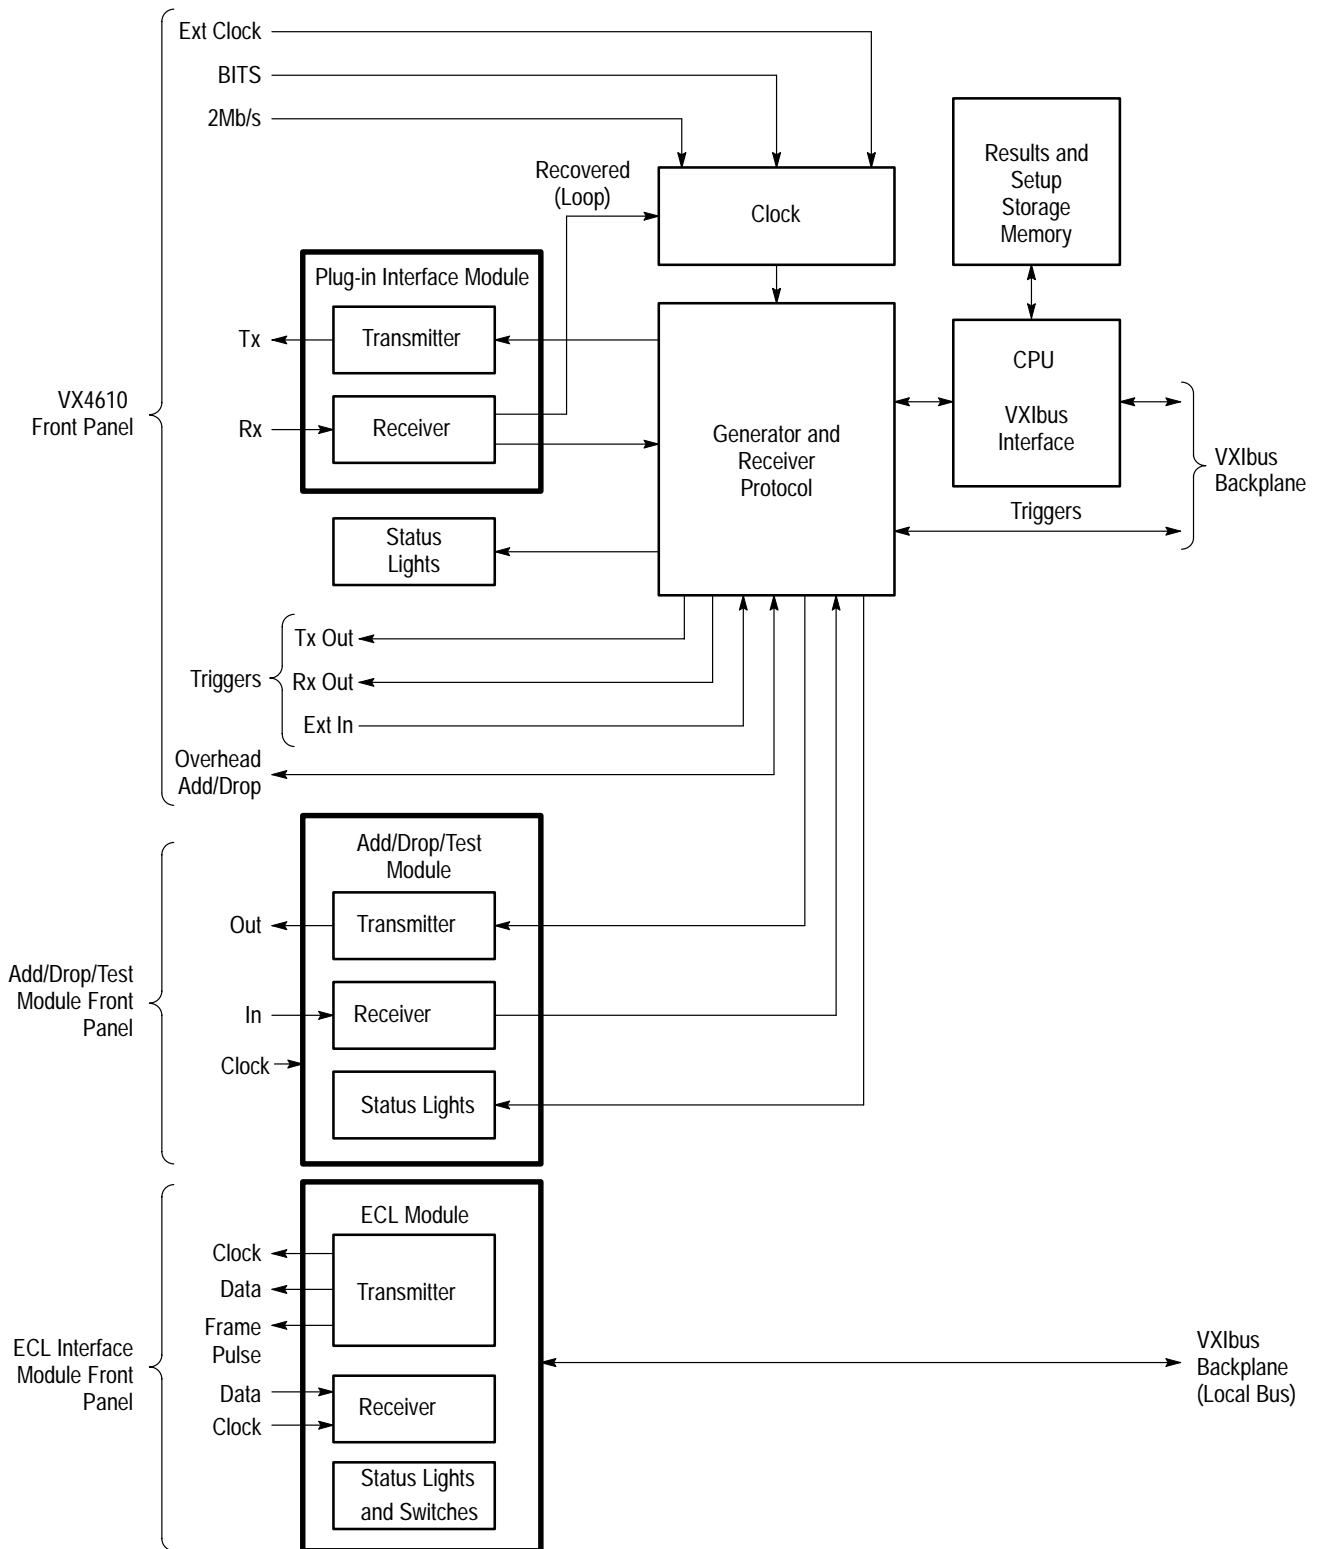 Ext Clock
BITS
2Mb/s
Recovered
(Loop)
Clock
Results and
Setup
Storage
Memory
Plug-in Interface Module
Tx
Transmitter
Rx
Receiver
VX4610
Front Panel
Generator and
Receiver
Protocol
CPU
VXIbus
Interface
VXIbus
Backplane
Triggers
Status
Lights
Triggers
Tx Out
Rx Out
Ext In
Overhead
Add/Drop
Add/Drop/Test
Module
Out
Transmitter
Add/Drop/Test
Module Front
Panel
In
Receiver
Clock
Status Lights
ECL Module
Clock
Data
Frame
Pulse
Transmitter
ECL Interface
Module Front
Panel
Data
Clock
Receiver
Status Lights
and Switches
VXIbus
Backplane
(Local Bus)